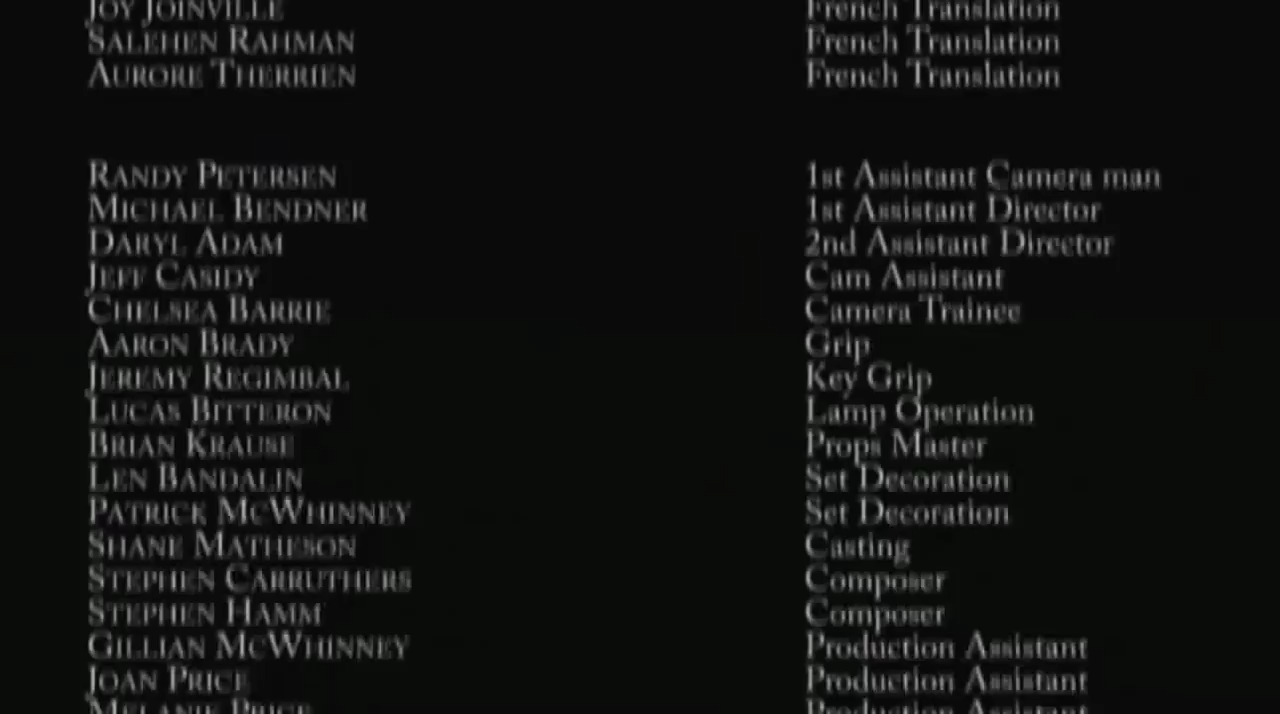 JOY JOINVILLE French Translation
SALEHEN RAHMAN French Translation
AURORE THERRIEN French Translation
RANDY PETERSEN 1st Assistant Camera man
MICHAEL BENDNER 1st Assistant Director
DARYL ADAM 2nd Assistant Director
JEFF CASIDY Cam Assistant
CHELSEA BARRIE Camera Trainee
AARON BRADY Grip
JEREMY REGIMBAL Key Grip
LUCAS BITTERON Lamp Operation
BRIAN KRAUSE Props Master
LEN BANDALIN Set Decoration
PATRICK MCWHINNEY Set Decoration
SHANE MATHESON Casting
STEPHEN CARRUTHERS Composer
STEPHEN HAMM Composer
GILLIAN MCWHINNEY Production Assistant
JOAN PRICE Production Assistant
MELANIE PRICE Production Assistant